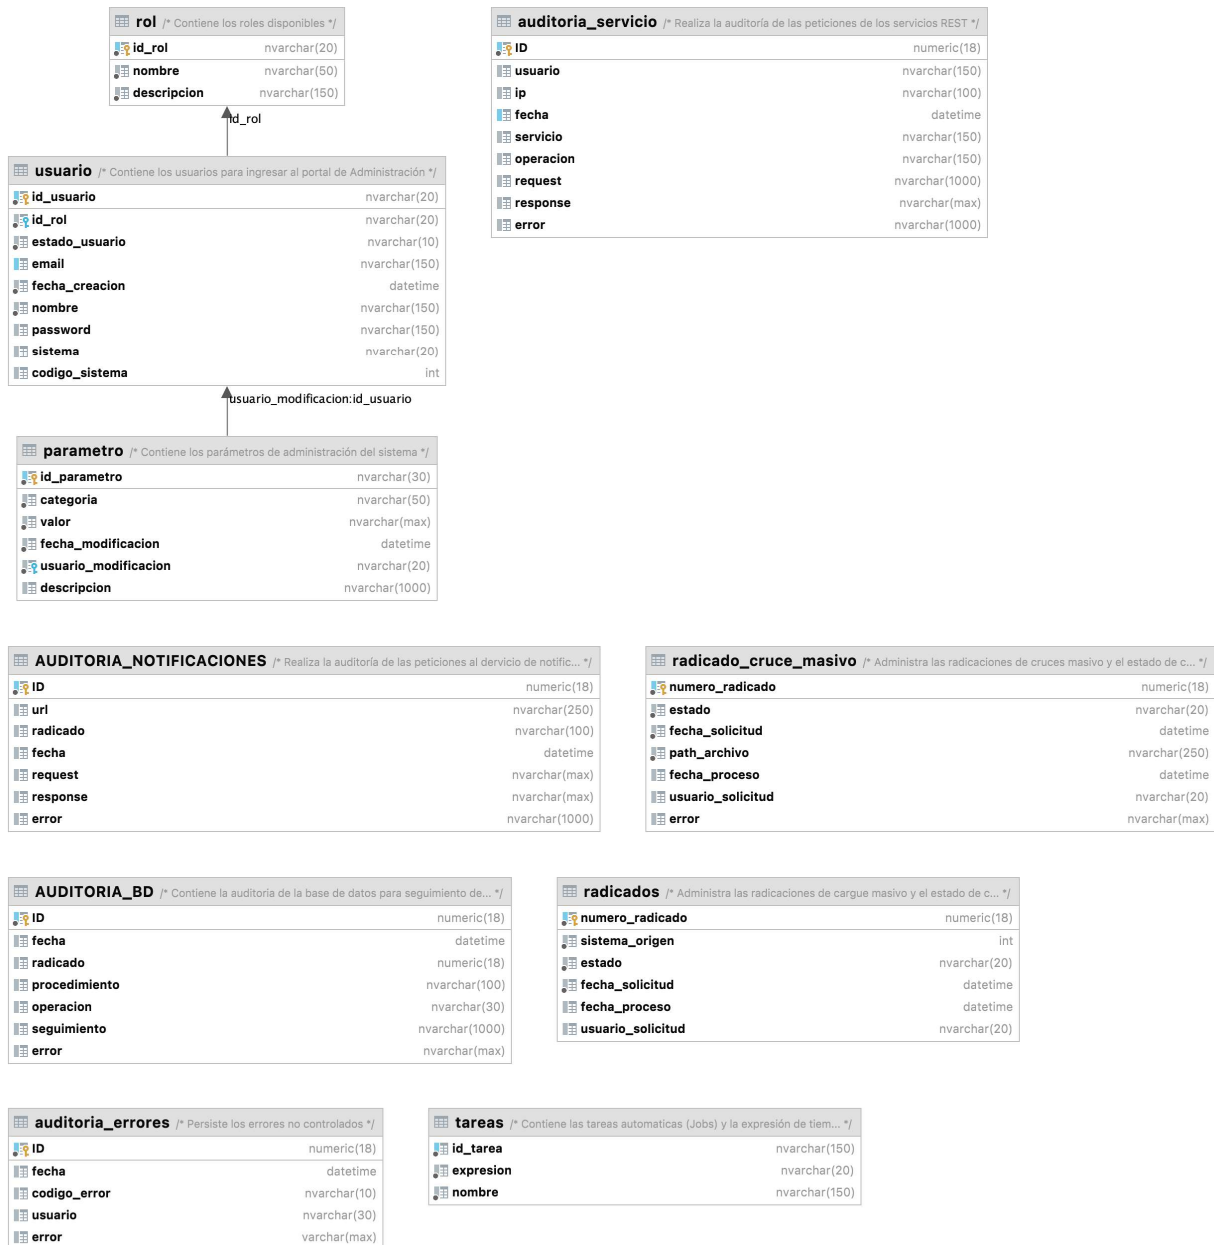 rol /* Contiene los roles disponibles */
id_rol nvarchar(20)
nombre nvarchar(50)
descripcion nvarchar(150)
id_rol
usuario /* Contiene los usuarios para ingresar al portal de Administración */
id_usuario nvarchar(20)
id_rol nvarchar(20)
estado_usuario nvarchar(10)
email nvarchar(150)
fecha_creacion datetime
nombre nvarchar(150)
password nvarchar(150)
sistema nvarchar(20)
codigo_sistema int
usuario_modificacion:id_usuario
parametro /* Contiene los parámetros de administración del sistema */
id_parametro nvarchar(30)
categoria nvarchar(50)
valor nvarchar(max)
fecha_modificacion datetime
usuario_modificacion nvarchar(20)
descripcion nvarchar(1000)
auditoria_servicio /* Realiza la auditoría de las peticiones de los servicios REST */
ID numeric(18)
usuario nvarchar(150)
ip nvarchar(100)
fecha datetime
servicio nvarchar(150)
operacion nvarchar(150)
request nvarchar(1000)
response nvarchar(max)
error nvarchar(1000)
AUDITORIA_NOTIFICACIONES /* Realiza la auditoría de las peticiones al dervicio de notific... */
ID numeric(18)
url nvarchar(250)
radicado nvarchar(100)
fecha datetime
request nvarchar(max)
response nvarchar(max)
error nvarchar(1000)
radicado_cruce_masivo /* Administra las radicaciones de cruces masivo y el estado de c... */
numero_radicado numeric(18)
estado nvarchar(20)
fecha_solicitud datetime
path_archivo nvarchar(250)
fecha_proceso datetime
usuario_solicitud nvarchar(20)
error nvarchar(max)
AUDITORIA_BD /* Contiene la auditoria de la base de datos para seguimiento de... */
ID numeric(18)
fecha datetime
radicado numeric(18)
procedimiento nvarchar(100)
operacion nvarchar(30)
seguimiento nvarchar(1000)
error nvarchar(max)
radicados /* Administra las radicaciones de cargue masivo y el estado de c... */
numero_radicado numeric(18)
sistema_origen int
estado nvarchar(20)
fecha_solicitud datetime
fecha_proceso datetime
usuario_solicitud nvarchar(20)
auditoria_errores /* Persiste los errores no controlados */
ID numeric(18)
fecha datetime
codigo_error nvarchar(10)
usuario nvarchar(30)
error varchar(max)
tareas /* Contiene las tareas automaticas (Jobs) y la expresión de tiem... */
id_tarea nvarchar(150)
expresion nvarchar(20)
nombre nvarchar(150)